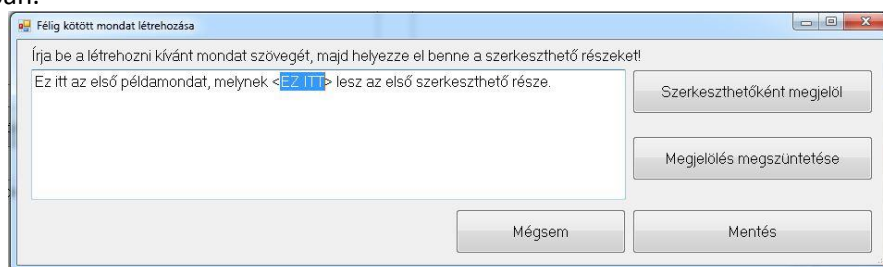 Félig kötött mondat létrehozása
Írja be a létrehozni kívánt mondat szövegét, majd helyezze el benne a szerkeszthető részeket!
Ez itt az első példamondat, melynek <EZ ITT> lesz az első szerkeszthető része.
Szerkeszthetőként megjelöl
Megjelölés megszüntetése
Mégsem
Mentés